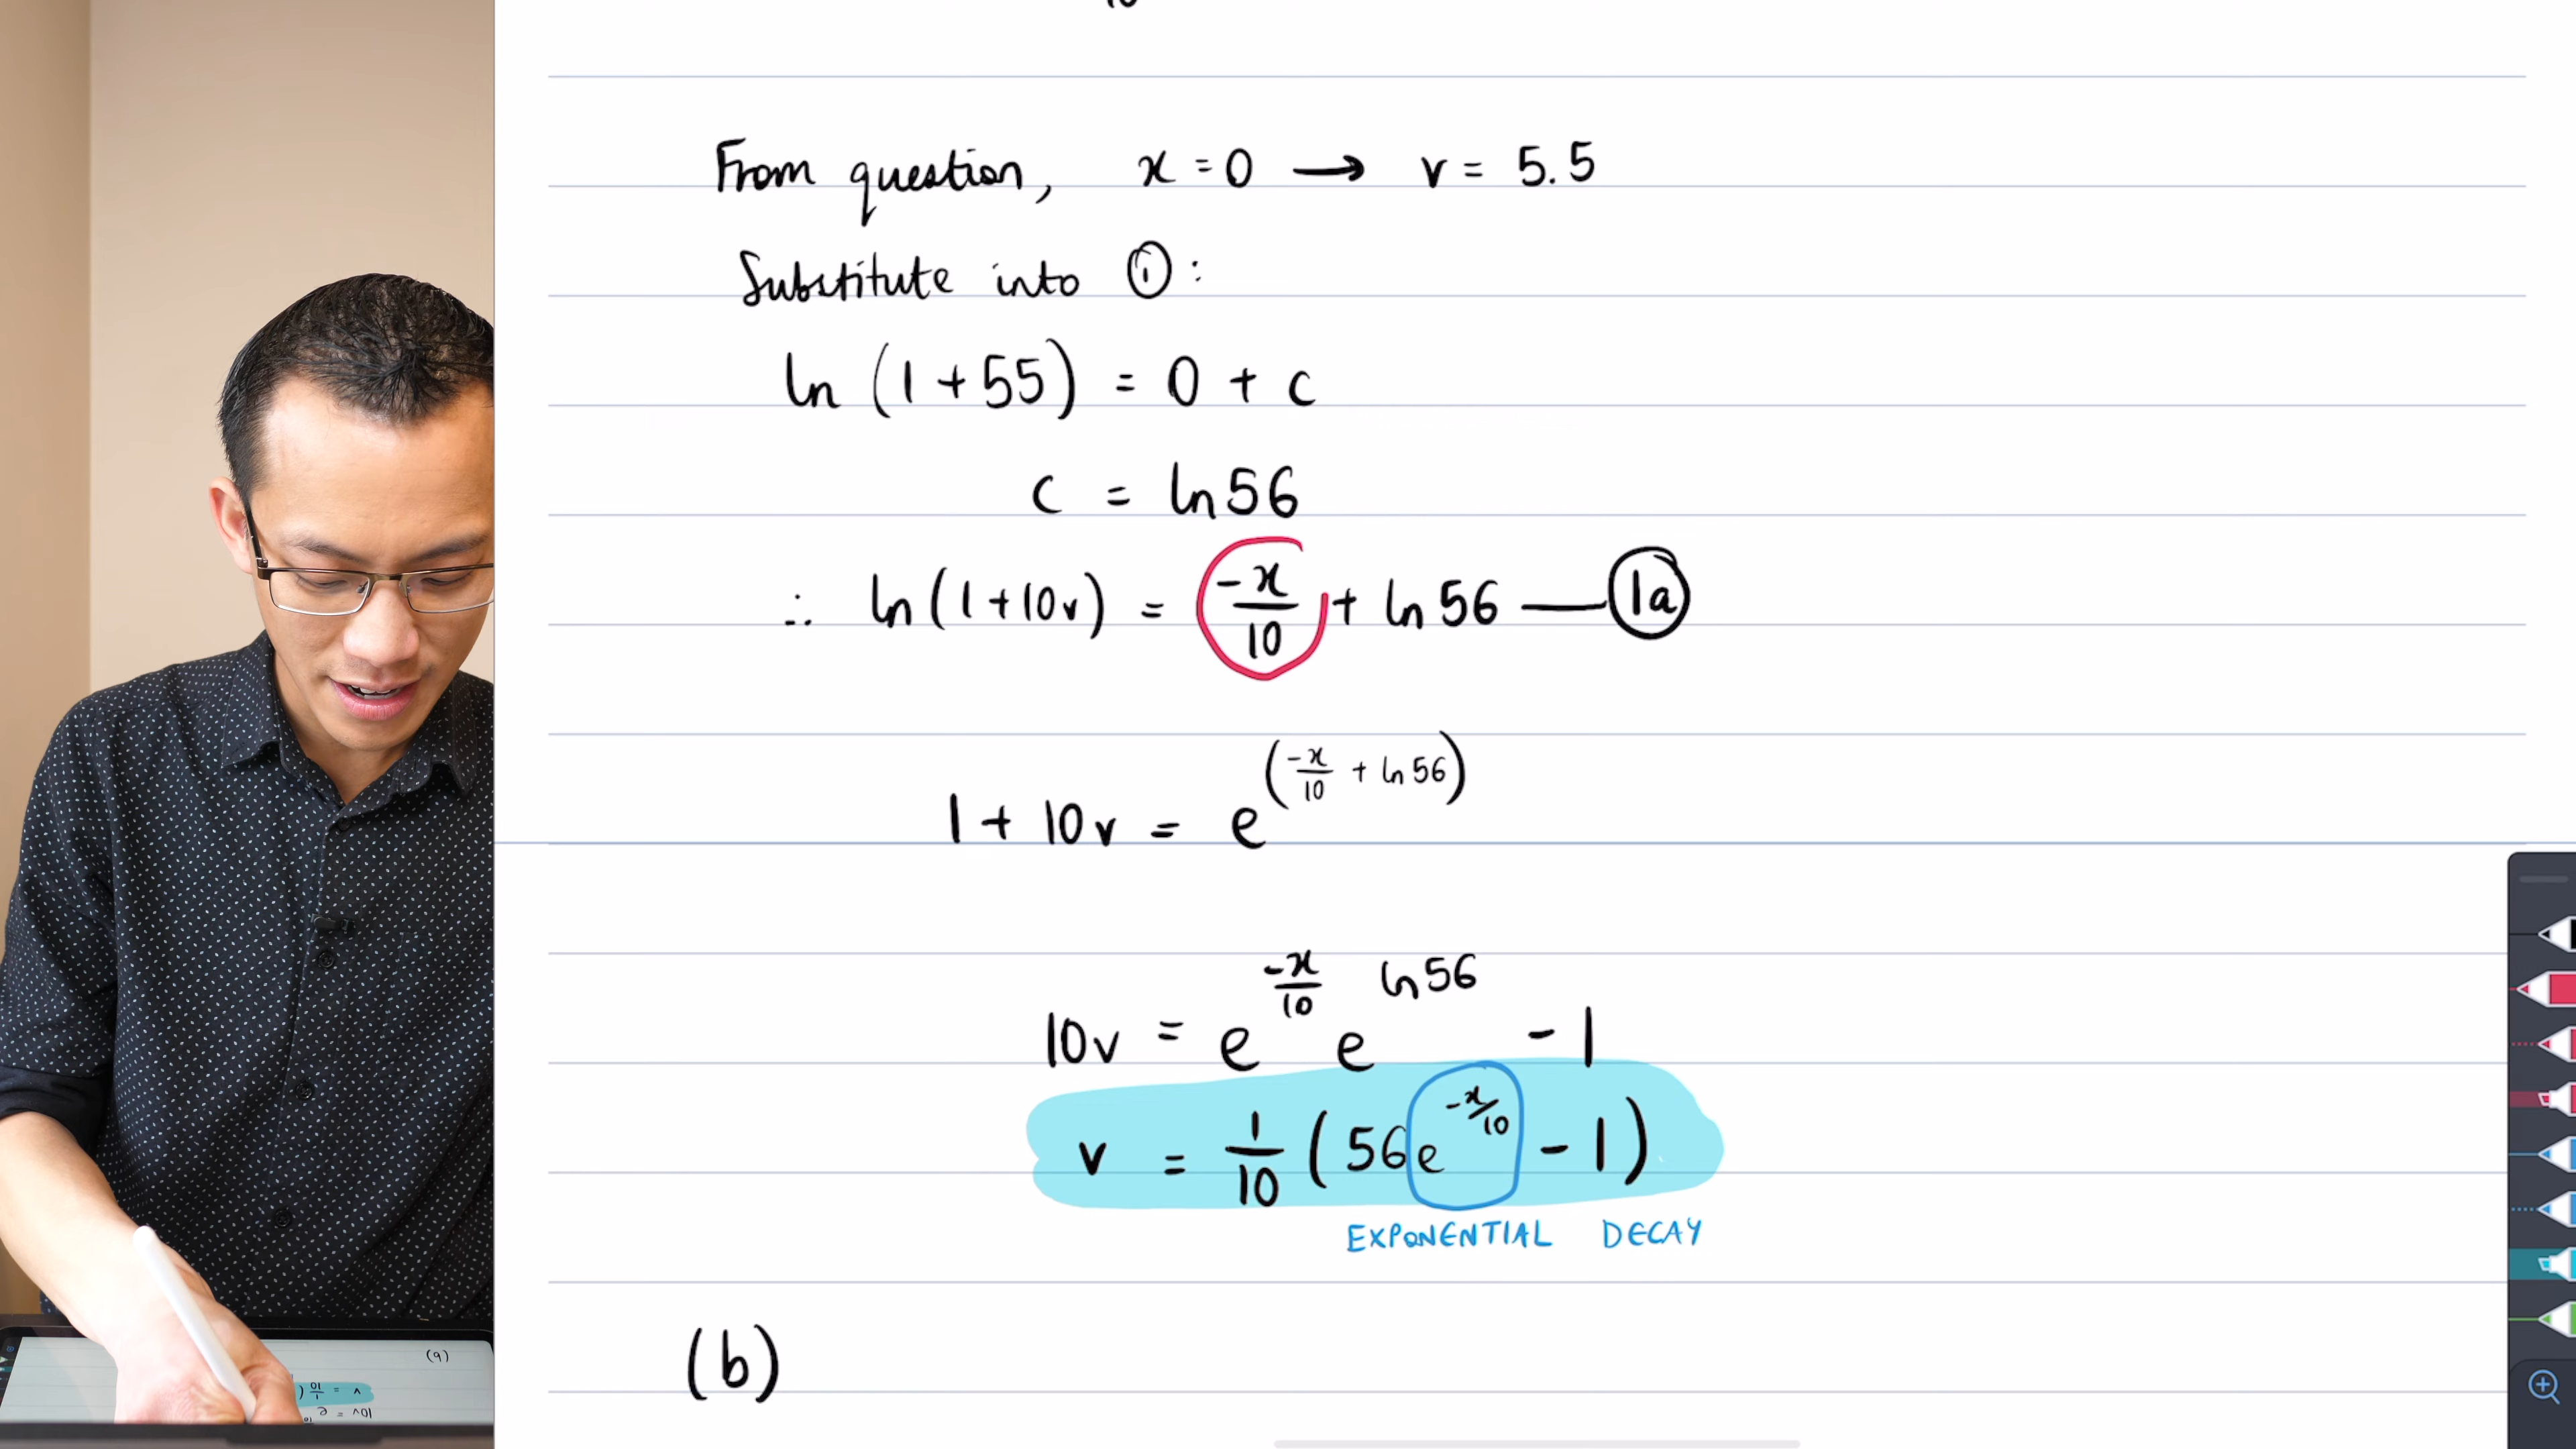 From question, x = 0 → v = 5.5
Substitute into ①:
ln (1 + 55) = 0 + c
c = ln 56
∴ ln (1 + 10v) = -x/10 + ln 56 — 1a
1 + 10v = e^(-x/10 + ln 56)
10v = e^(-x/10) e^(ln 56) - 1
v = 1/10 (56e^(-x/10) - 1)
EXPONENTIAL DECAY
(b)